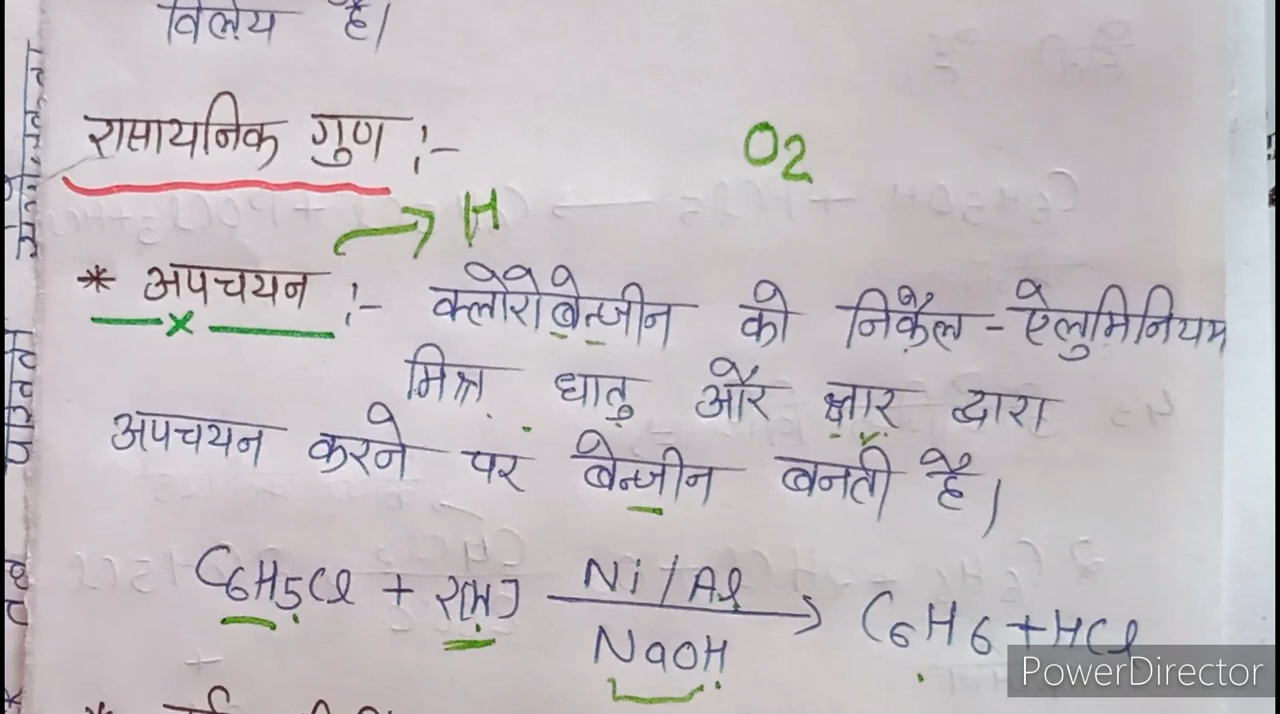 विलेय है।
रासायनिक गुण :-
O2
H
* अपचयन :- क्लोरोबेन्जीन को निकैल - ऐलुमिनियम
मिश्र धातु और क्षार द्वारा
अपचयन करने पर बेन्जीन बनती है।
C6H5Cl + 2[H] Ni/Al NaOH C6H6 + HCl
PowerDirector